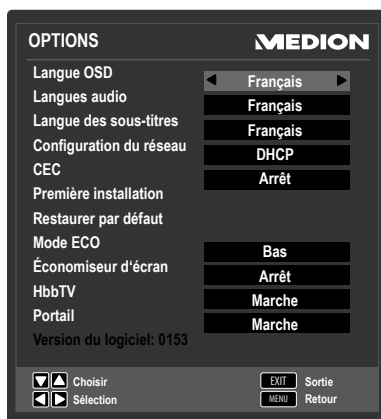 OPTIONS MEDION
Langue OSD Français
Langues audio Français
Langue des sous-titres Français
Configuration du réseau DHCP
CEC Arrêt
Première installation
Restaurer par défaut
Mode ECO Bas
Économiseur d‘écran Arrêt
HbbTV Marche
Portail Marche
Version du logiciel: 0153
Choisir EXIT Sortie
Sélection MENU Retour